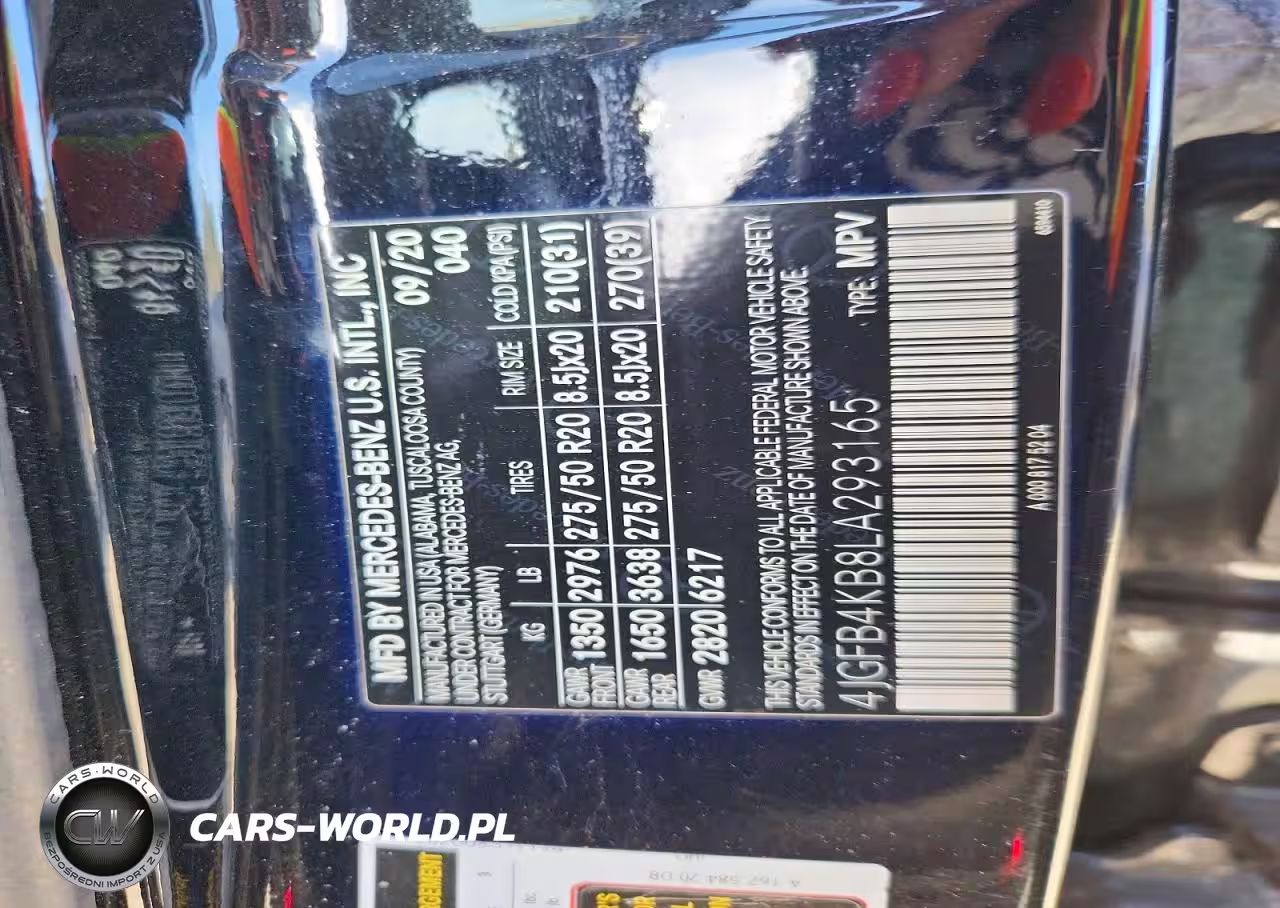 MFD BY MERCEDES-BENZ U.S. INTL., INC
MANUFACTURED IN USA (ALABAMA, TUSCALOOSA COUNTY) 09/20
UNDER CONTRACT FOR MERCEDES-BENZ AG, 040
STUTTGART (GERMANY)
KG LB TIRES RIM SIZE COLD KPA(PSI)
GAWR FRONT 1350 2976 275/50 R20 8.5Jx20 210(31)
GAWR REAR 1650 3638 275/50 R20 8.5Jx20 270(39)
GVWR 2820 6217
THIS VEHICLE CONFORMS TO ALL APPLICABLE FEDERAL MOTOR VEHICLE SAFETY
STANDARDS IN EFFECT ON THE DATE OF MANUFACTURE SHOWN ABOVE.
4JGFB4KB8LA293165 TYPE: MPV
A 000 817 52 04
CARS-WORLD
CW
BEZPOŚREDNI IMPORT Z USA
CARS-WORLD.PL